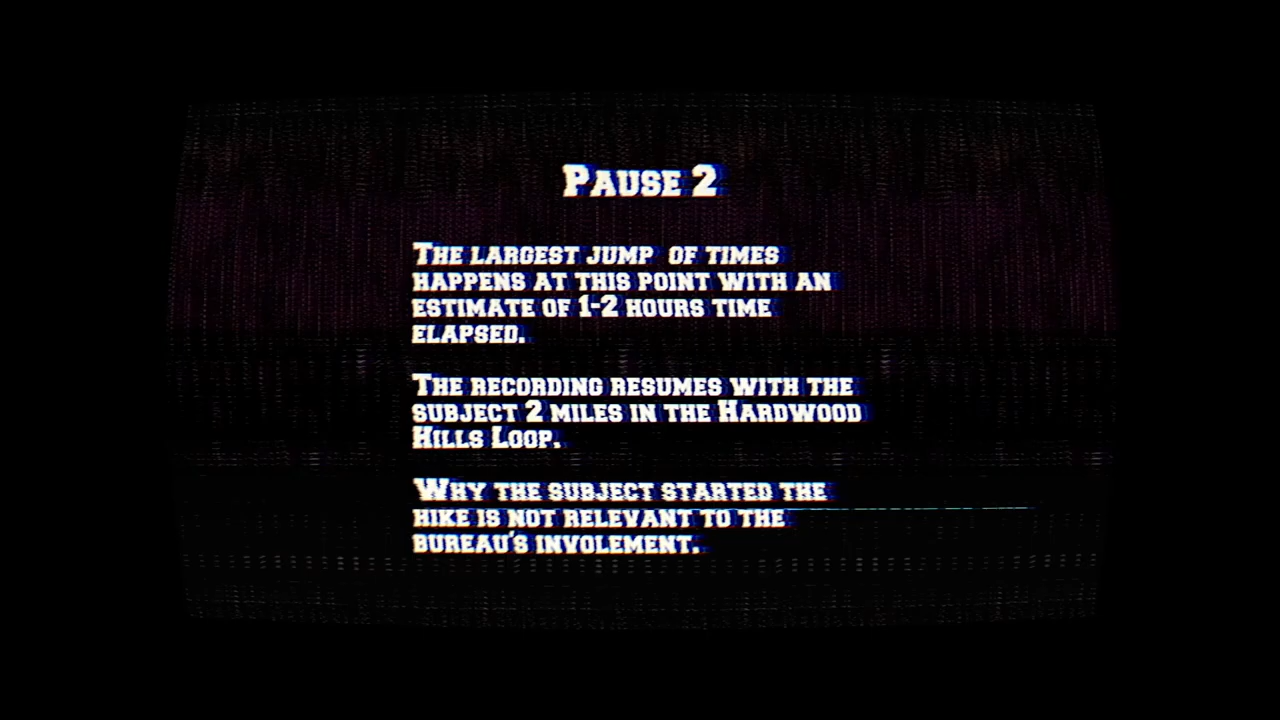 Pause 2
The largest jump  of times
happens at this point with an
estimate of 1-2 hours time
elapsed.
The recording resumes with the
subject 2 miles in the Hardwood
Hills Loop.
Why the subject started the
hike is not relevant to the
bureau's involement.